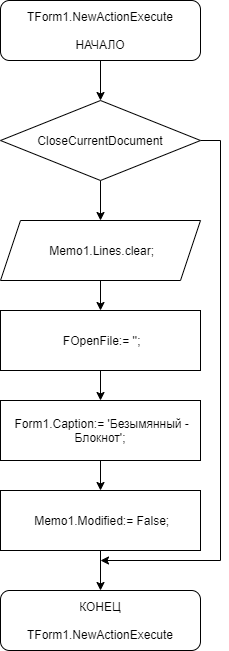 TForm1.NewActionExecute
НАЧАЛО
CloseCurrentDocument
Memo1.Lines.clear;
FOpenFile:= '';
Form1.Caption:= 'Безымянный -
Блокнот';
Memo1.Modified:= False;
КОНЕЦ
TForm1.NewActionExecute